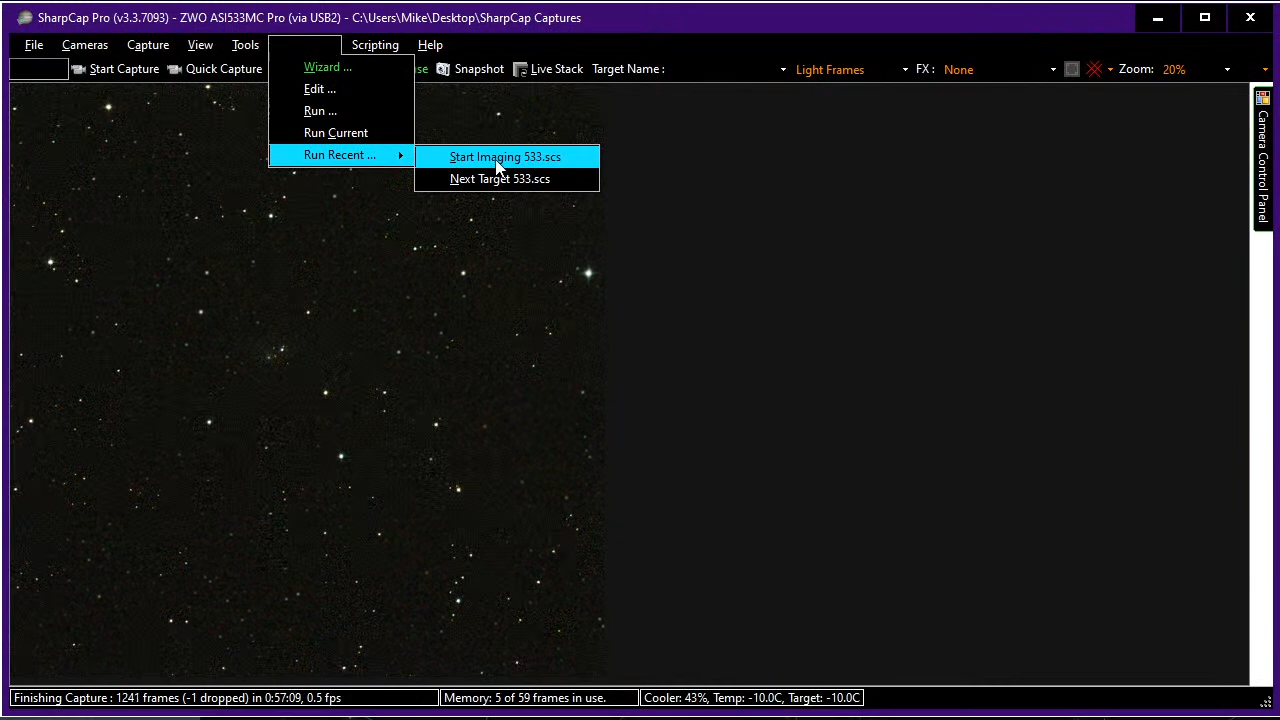 SharpCap Pro (v3.3.7093) - ZWO ASI533MC Pro (via USB2) - C:\Users\Mike\Desktop\SharpCap Captures
File Cameras Capture View Tools Scripting Help
Start Capture Quick Capture se Snapshot Live Stack Target Name : Light Frames FX : None Zoom: 20%
Wizard ...
Edit ...
Run ...
Run Current
Run Recent ... Start Imaging 533.scs
Next Target 533.scs
Camera Control Panel
Finishing Capture : 1241 frames (-1 dropped) in 0:57:09, 0.5 fps Memory: 5 of 59 frames in use. Cooler: 43%, Temp: -10.0C, Target: -10.0C